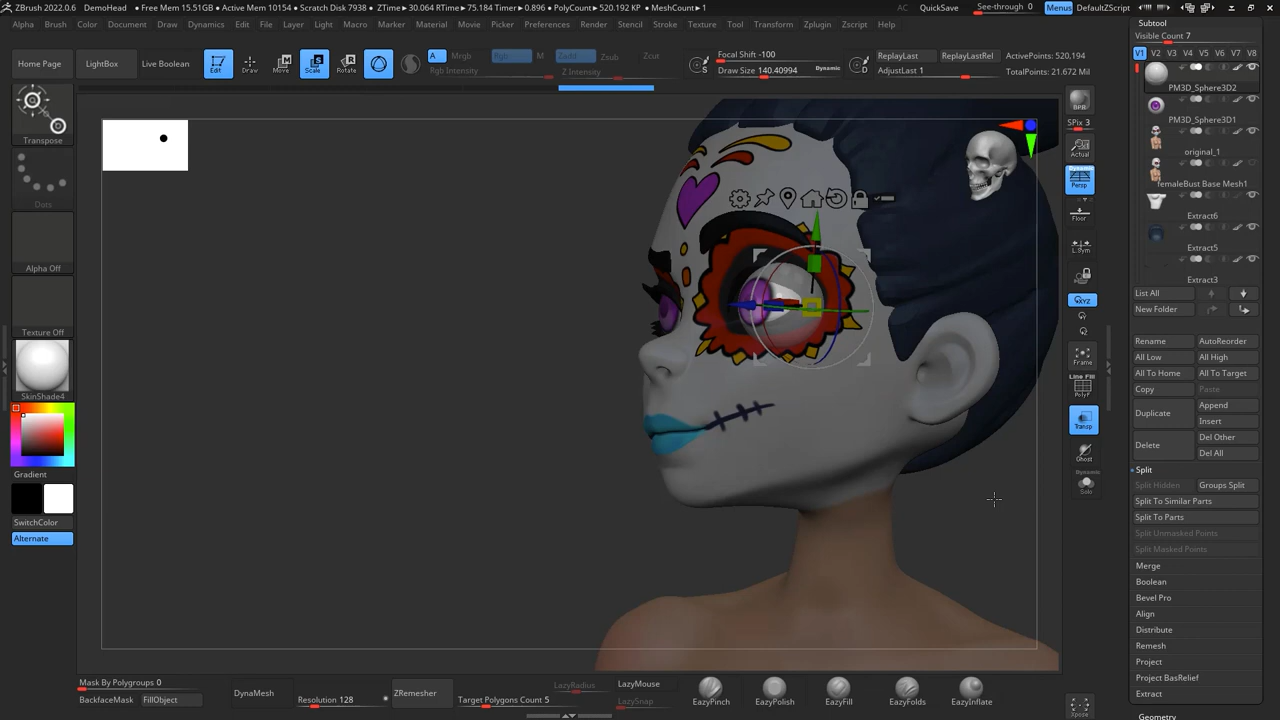 ZBrush 2022.0.6 DemoHead • Free Mem 15.51GB • Active Mem 10154 • Scratch Disk 7938 • ZTime▸30.064 RTime▸75.184 Timer▸0.896 • PolyCount▸520.192 KP • MeshCount▸1 AC QuickSave See-through 0 Menus DefaultZScript
Alpha Brush Color Document Draw Dynamics Edit File Layer Light Macro Marker Material Movie Picker Preferences Render Stencil Stroke Texture Tool Transform Zplugin Zscript Help
Home Page LightBox Live Boolean Edit Draw Move Scale Rotate
A Mrgb Rgb M Zadd Zsub Zcut
Rgb Intensity Z Intensity
Focal Shift -100
Draw Size 140.40994 Dynamic
S D
ReplayLast ReplayLastRel ActivePoints: 520,194
AdjustLast 1 TotalPoints: 21.672 Mil
Transpose
Dots
Alpha Off
Texture Off
SkinShade4
Gradient
SwitchColor
Alternate
BPR
SPix 3
Actual
Dynamic
Persp
Floor
L.Sym
XYZ
Frame
Line Fill
PolyF
Transp
Ghost
Dynamic
Solo
Xpose
Subtool
Visible Count 7
V1 V2 V3 V4 V5 V6 V7 V8
PM3D_Sphere3D2
PM3D_Sphere3D1
original_1
femaleBust Base Mesh1
Extract6
Extract5
Extract3
List All
New Folder
Rename AutoReorder
All Low All High
All To Home All To Target
Copy Paste
Duplicate Append
Insert
Delete Del Other
Del All
Split
Split Hidden Groups Split
Split To Similar Parts
Split To Parts
Split Unmasked Points
Split Masked Points
Merge
Boolean
Bevel Pro
Align
Distribute
Remesh
Project
Project BasRelief
Extract
Geometry
Mask By Polygroups 0
BackfaceMask FillObject
DynaMesh
Resolution 128
ZRemesher
Target Polygons Count 5
LazyRadius LazyMouse
LazySnap
EazyPinch EazyPolish EazyFill EazyFolds EazyInflate